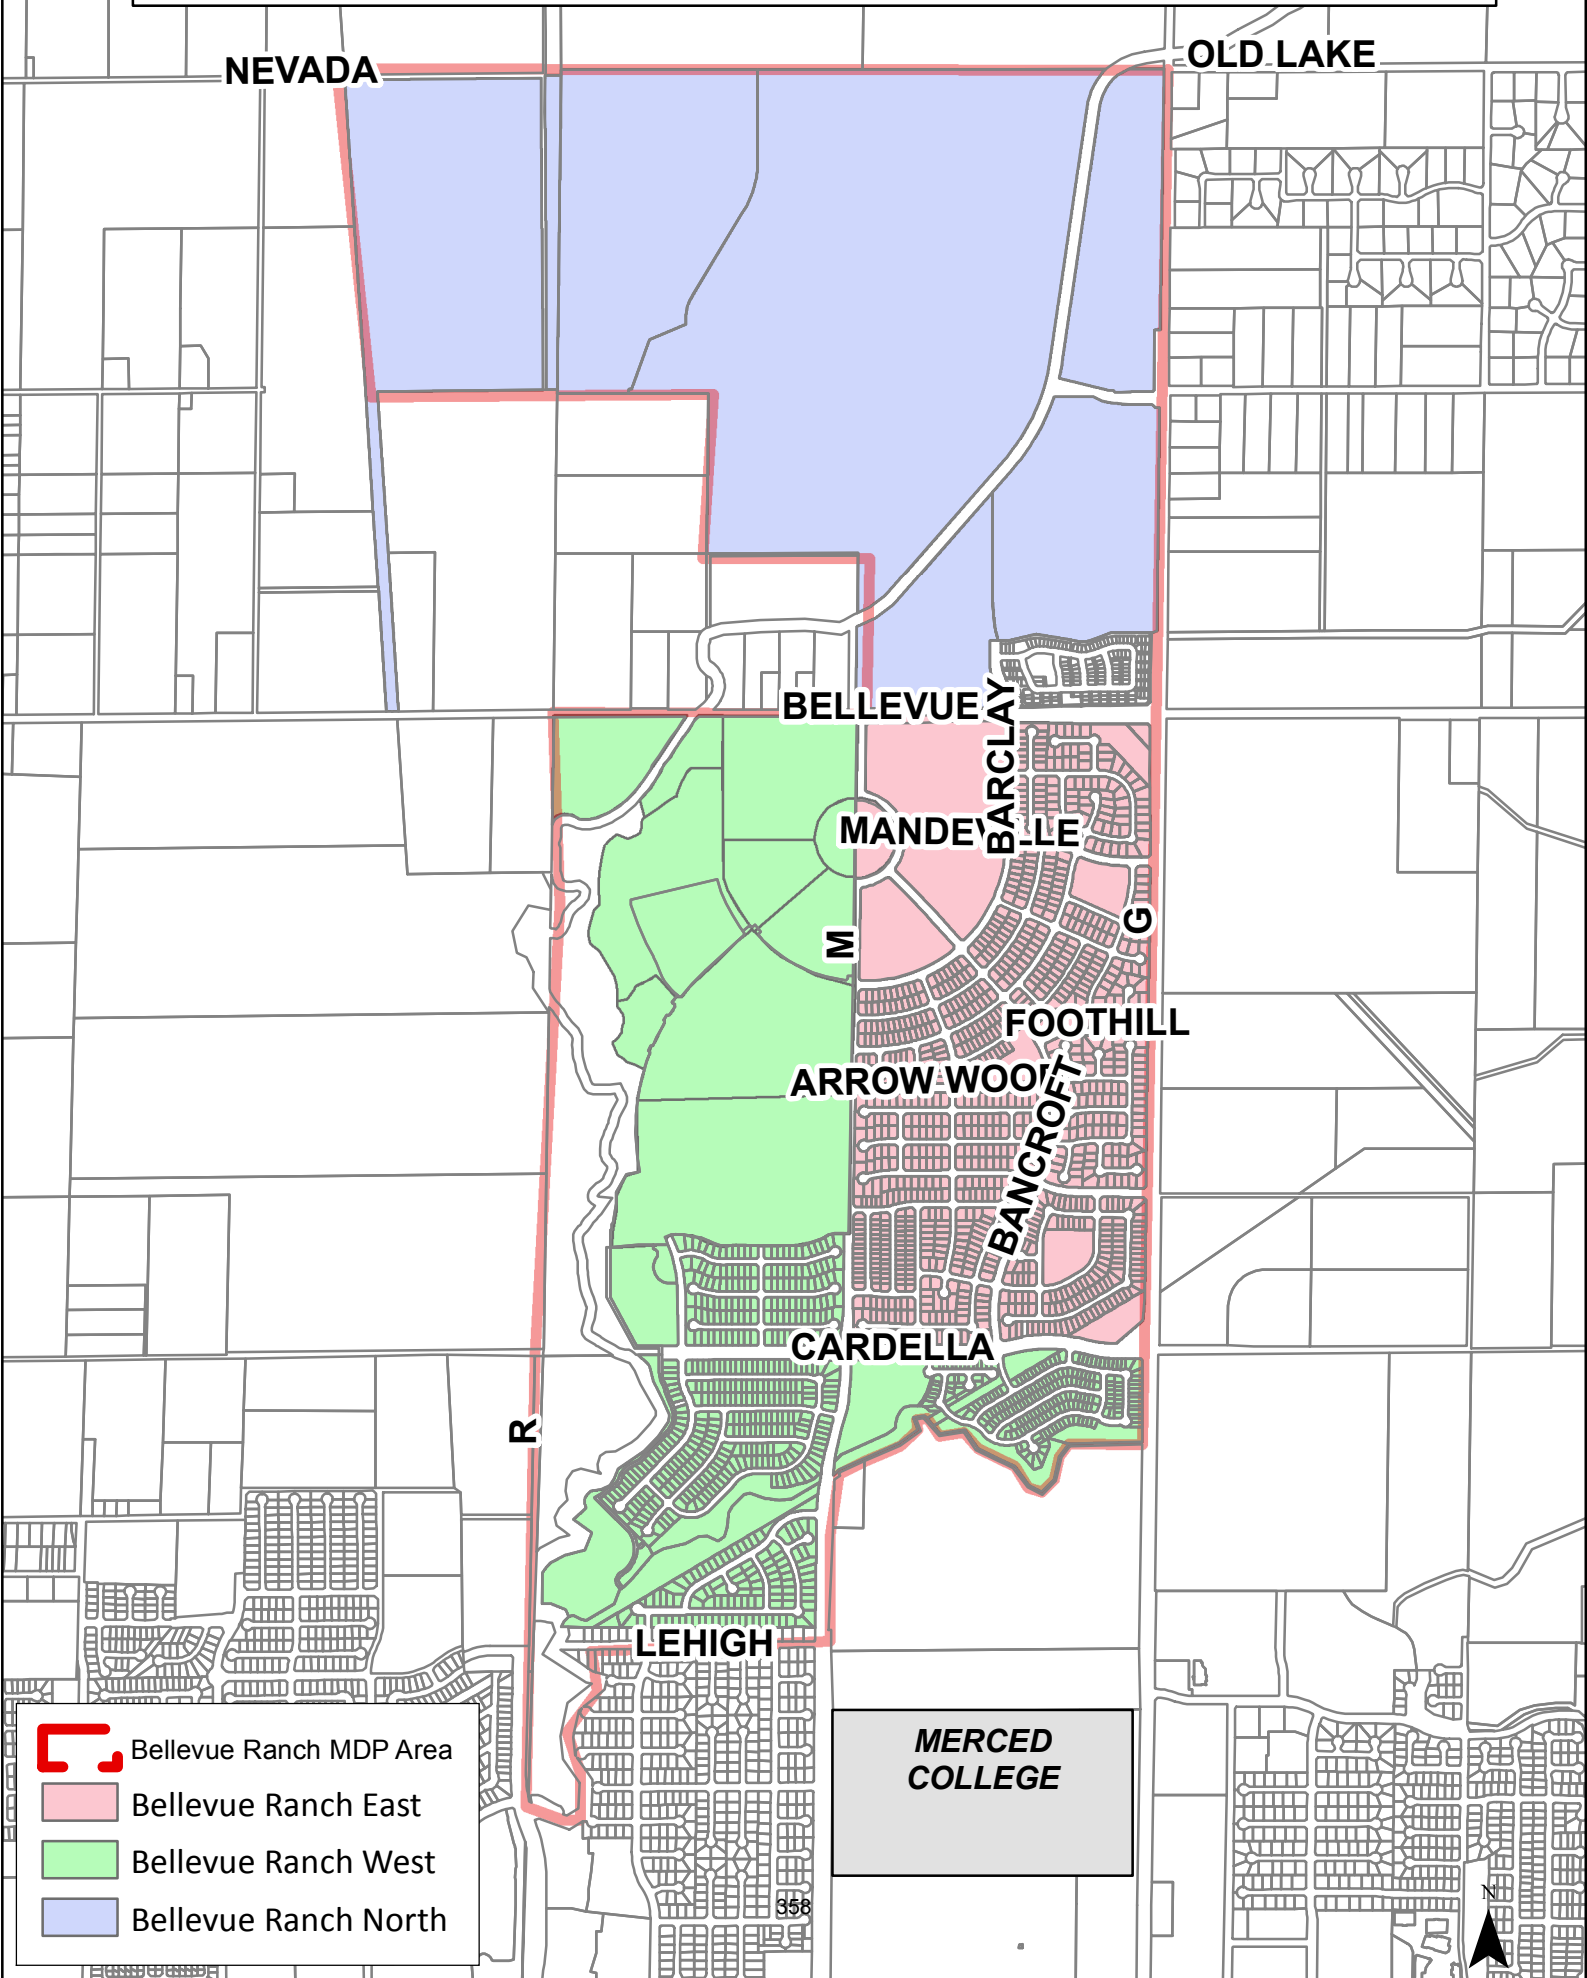 NEVADA
OLD LAKE
BELLEVUE
BARCLAY
MANDEVILLE
G
M
FOOTHILL
ARROW WOOD
BANCROFT
CARDELLA
R
LEHIGH
MERCED
COLLEGE
Bellevue Ranch MDP Area
Bellevue Ranch East
Bellevue Ranch West
Bellevue Ranch North
358
N